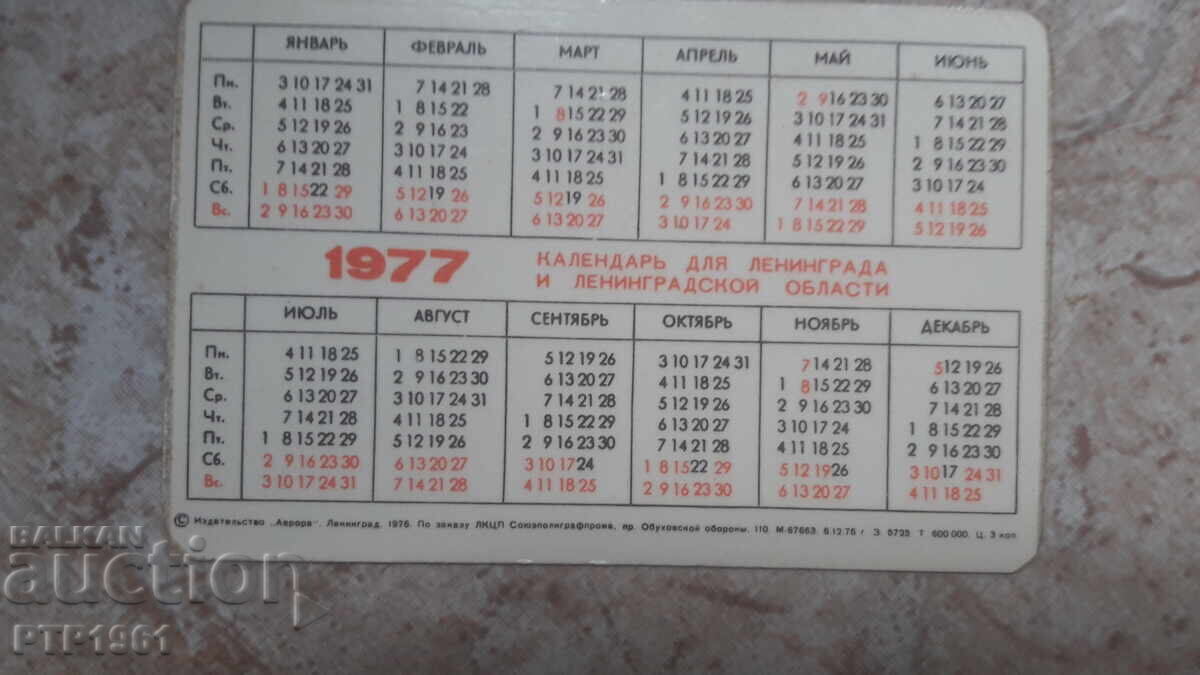 ЯНВАРЬ ФЕВРАЛЬ МАРТ АПРЕЛЬ МАЙ ИЮНЬ
Пн. 3 10 17 24 31 7 14 21 28 7 14 21 28 4 11 18 25 2 9 16 23 30 6 13 20 27
Вт. 4 11 18 25 1 8 15 22 1 8 15 22 29 5 12 19 26 3 10 17 24 31 7 14 21 28
Ср. 5 12 19 26 2 9 16 23 2 9 16 23 30 6 13 20 27 4 11 18 25 1 8 15 22 29
Чт. 6 13 20 27 3 10 17 24 3 10 17 24 31 7 14 21 28 5 12 19 26 2 9 16 23 30
Пт. 7 14 21 28 4 11 18 25 4 11 18 25 1 8 15 22 29 6 13 20 27 3 10 17 24
Сб. 1 8 15 22 29 5 12 19 26 5 12 19 26 2 9 16 23 30 7 14 21 28 4 11 18 25
Вс. 2 9 16 23 30 6 13 20 27 6 13 20 27 3 10 17 24 1 8 15 22 29 5 12 19 26
1977 КАЛЕНДАРЬ ДЛЯ ЛЕНИНГРАДА
И ЛЕНИНГРАДСКОЙ ОБЛАСТИ
ИЮЛЬ АВГУСТ СЕНТЯБРЬ ОКТЯБРЬ НОЯБРЬ ДЕКАБРЬ
Пн. 4 11 18 25 1 8 15 22 29 5 12 19 26 3 10 17 24 31 7 14 21 28 5 12 19 26
Вт. 5 12 19 26 2 9 16 23 30 6 13 20 27 4 11 18 25 1 8 15 22 29 6 13 20 27
Ср. 6 13 20 27 3 10 17 24 31 7 14 21 28 5 12 19 26 2 9 16 23 30 7 14 21 28
Чт. 7 14 21 28 4 11 18 25 1 8 15 22 29 6 13 20 27 3 10 17 24 1 8 15 22 29
Пт. 1 8 15 22 29 5 12 19 26 2 9 16 23 30 7 14 21 28 4 11 18 25 2 9 16 23 30
Сб. 2 9 16 23 30 6 13 20 27 3 10 17 24 1 8 15 22 29 5 12 19 26 3 10 17 24 31
Вс. 3 10 17 24 31 7 14 21 28 4 11 18 25 2 9 16 23 30 6 13 20 27 4 11 18 25
© Издательство „Аврора". Ленинград. 1976. По заказу ЛКЦП Союзполиграфпрома, пр. Обуховской обороны, 110. М-67663. 6.12.76 г. З. 5725 Т. 600 000. Ц. 3 коп.
BALKAN
auction
PTP1961